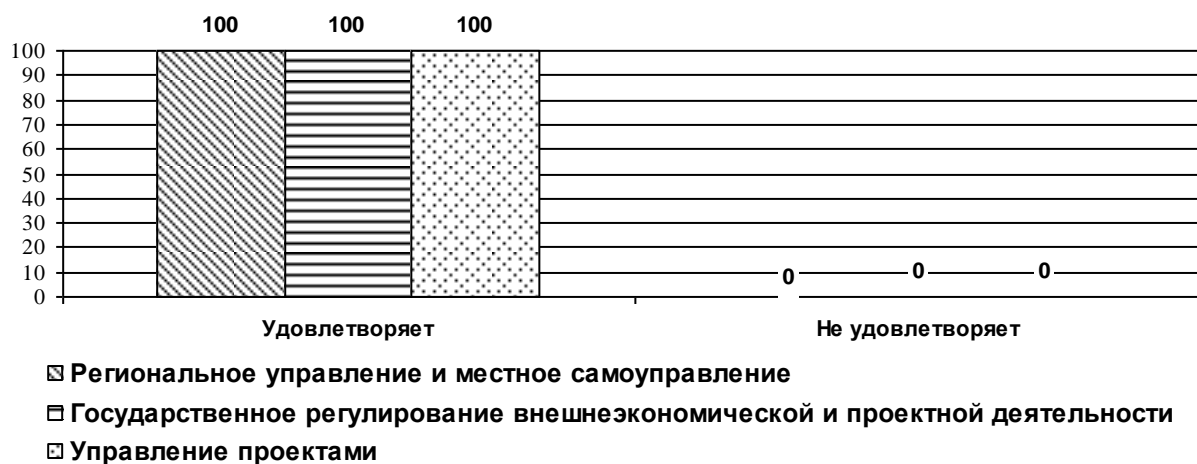 100 100 100
100
90
80
70
60
50
40
30
20
10
0
0 0 0
Удовлетворяет Не удовлетворяет
Региональное управление и местное самоуправление
Государственное регулирование внешнеэкономической и проектной деятельности
Управление проектами